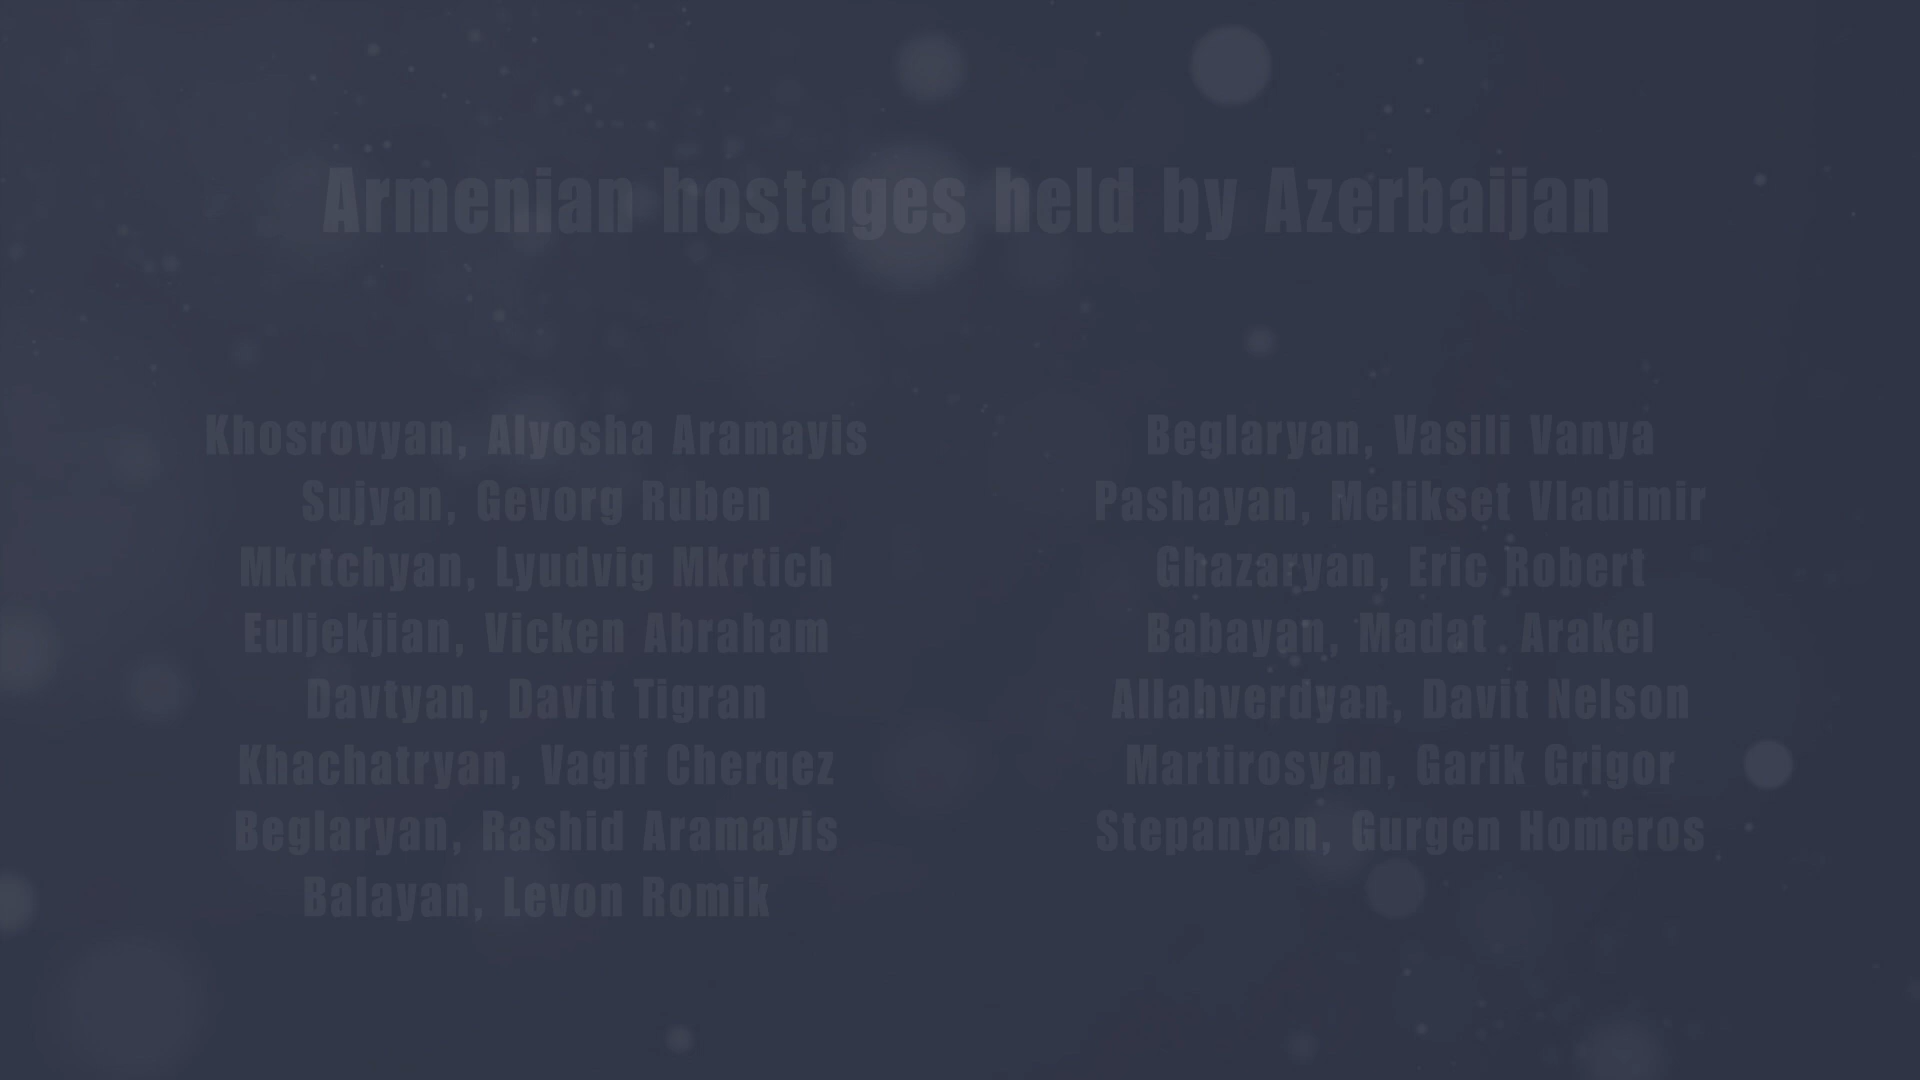 Armenian hostages held by Azerbaijan
Khosrovyan, Alyosha Aramayis
Sujyan, Gevorg Ruben
Mkrtchyan, Lyudvig Mkrtich
Euljekjian, Vicken Abraham
Davtyan, Davit Tigran
Khachatryan, Vagif Cherqez
Beglaryan, Rashid Aramayis
Balayan, Levon Romik
Beglaryan, Vasili Vanya
Pashayan, Melikset Vladimir
Ghazaryan, Eric Robert
Babayan, Madat Arakel
Allahverdyan, Davit Nelson
Martirosyan, Garik Grigor
Stepanyan, Gurgen Homeros